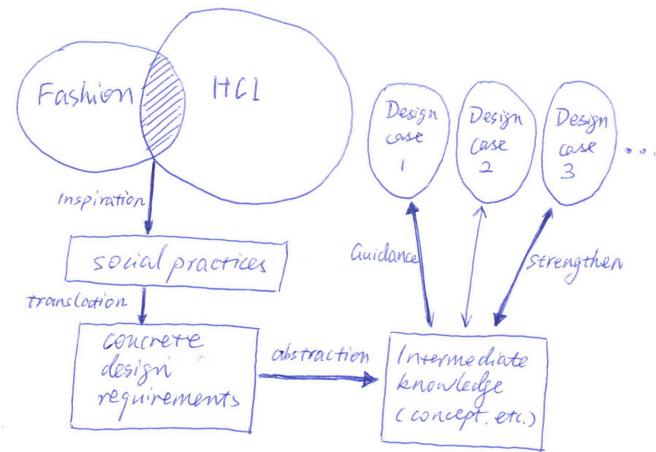 Fashion
HCI
Design
case
1
Design
case
2
Design
case
3
...
Inspiration
social practices
Guidance
Strengthen
translation
concrete
design
requirements
abstraction
Intermediate
knowledge
(concept. etc.)